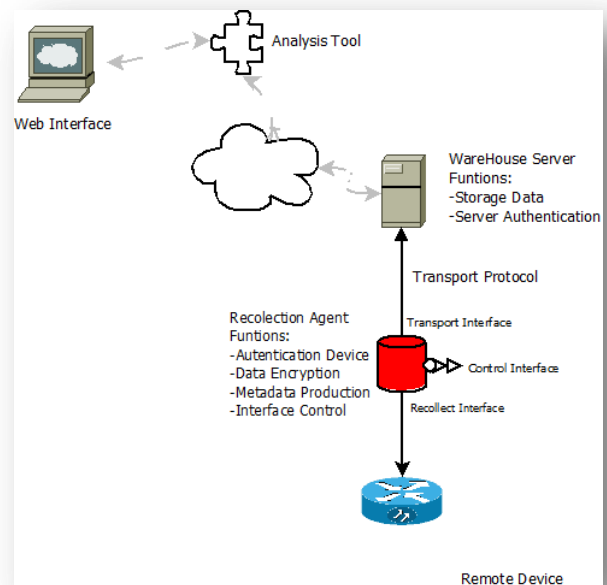 Analysis Tool
Web Interface
WareHouse Server
Funtions:
-Storage Data
-Server Authentication
Transport Protocol
Recolection Agent
Funtions:
-Autentication Device
-Data Encryption
-Metadata Production
-Interface Control
Transport Interface
Control Interface
Recollect Interface
Remote Device